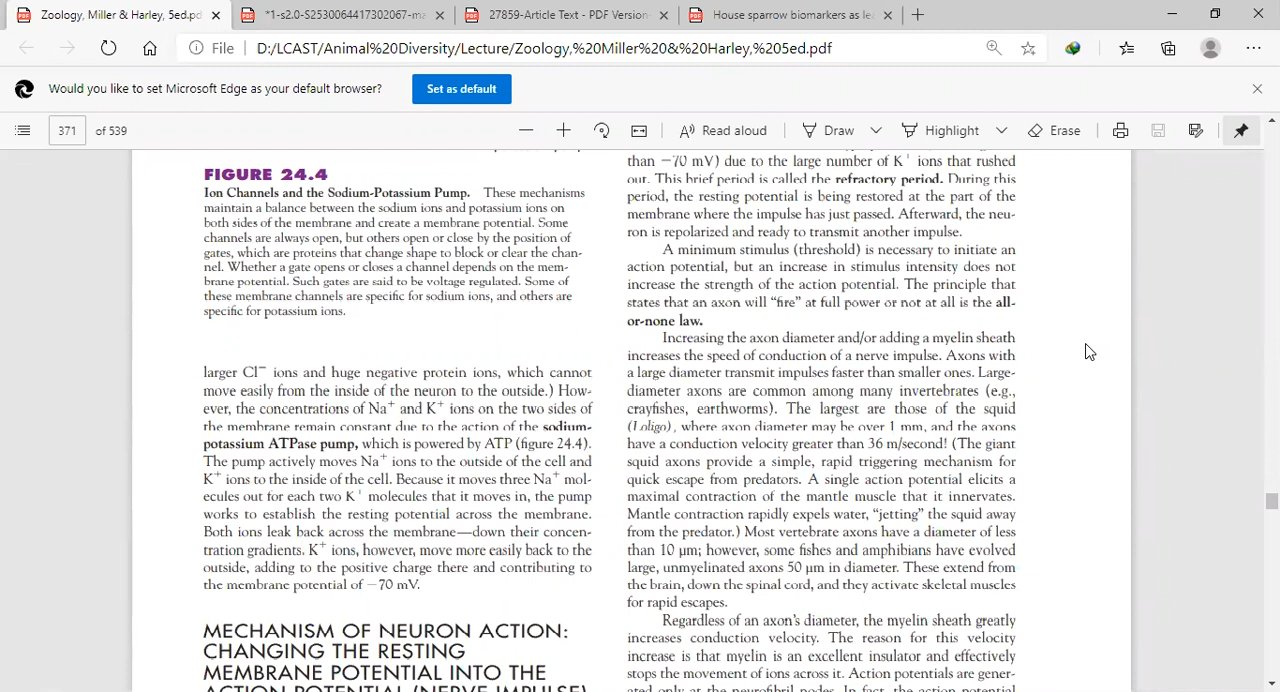 Zoology, Miller & Harley, 5ed.pd
*1-s2.0-S2530064417302067-ma
27859-Article Text - PDF Version-
House sparrow biomarkers as le
File
D:/LCAST/Animal%20Diversity/Lecture/Zoology,%20Miller%20&%20Harley,%205ed.pdf
Would you like to set Microsoft Edge as your default browser?
Set as default
371 of 539
Read aloud
Draw
Highlight
Erase
FIGURE 24.4
Ion Channels and the Sodium-Potassium Pump. These mechanisms
maintain a balance between the sodium ions and potassium ions on
both sides of the membrane and create a membrane potential. Some
channels are always open, but others open or close by the position of
gates, which are proteins that change shape to block or clear the chan-
nel. Whether a gate opens or closes a channel depends on the mem-
brane potential. Such gates are said to be voltage regulated. Some of
these membrane channels are specific for sodium ions, and others are
specific for potassium ions.
larger Cl⁻ ions and huge negative protein ions, which cannot
move easily from the inside of the neuron to the outside.) How-
ever, the concentrations of Na⁺ and K⁺ ions on the two sides of
the membrane remain constant due to the action of the sodium-
potassium ATPase pump, which is powered by ATP (figure 24.4).
The pump actively moves Na⁺ ions to the outside of the cell and
K⁺ ions to the inside of the cell. Because it moves three Na⁺ mol-
ecules out for each two K⁺ molecules that it moves in, the pump
works to establish the resting potential across the membrane.
Both ions leak back across the membrane—down their concen-
tration gradients. K⁺ ions, however, move more easily back to the
outside, adding to the positive charge there and contributing to
the membrane potential of −70 mV.
MECHANISM OF NEURON ACTION:
CHANGING THE RESTING
MEMBRANE POTENTIAL INTO THE
ACTION POTENTIAL (NERVE IMPULSE)
than −70 mV) due to the large number of K⁺ ions that rushed
out. This brief period is called the refractory period. During this
period, the resting potential is being restored at the part of the
membrane where the impulse has just passed. Afterward, the neu-
ron is repolarized and ready to transmit another impulse.
A minimum stimulus (threshold) is necessary to initiate an
action potential, but an increase in stimulus intensity does not
increase the strength of the action potential. The principle that
states that an axon will “fire” at full power or not at all is the all-
or-none law.
Increasing the axon diameter and/or adding a myelin sheath
increases the speed of conduction of a nerve impulse. Axons with
a large diameter transmit impulses faster than smaller ones. Large-
diameter axons are common among many invertebrates (e.g.,
crayfishes, earthworms). The largest are those of the squid
(Loligo), where axon diameter may be over 1 mm, and the axons
have a conduction velocity greater than 36 m/second! (The giant
squid axons provide a simple, rapid triggering mechanism for
quick escape from predators. A single action potential elicits a
maximal contraction of the mantle muscle that it innervates.
Mantle contraction rapidly expels water, “jetting” the squid away
from the predator.) Most vertebrate axons have a diameter of less
than 10 μm; however, some fishes and amphibians have evolved
large, unmyelinated axons 50 μm in diameter. These extend from
the brain, down the spinal cord, and they activate skeletal muscles
for rapid escapes.
Regardless of an axon's diameter, the myelin sheath greatly
increases conduction velocity. The reason for this velocity
increase is that myelin is an excellent insulator and effectively
stops the movement of ions across it. Action potentials are gener-
ated only at the neurofibril nodes. In fact, the action potential